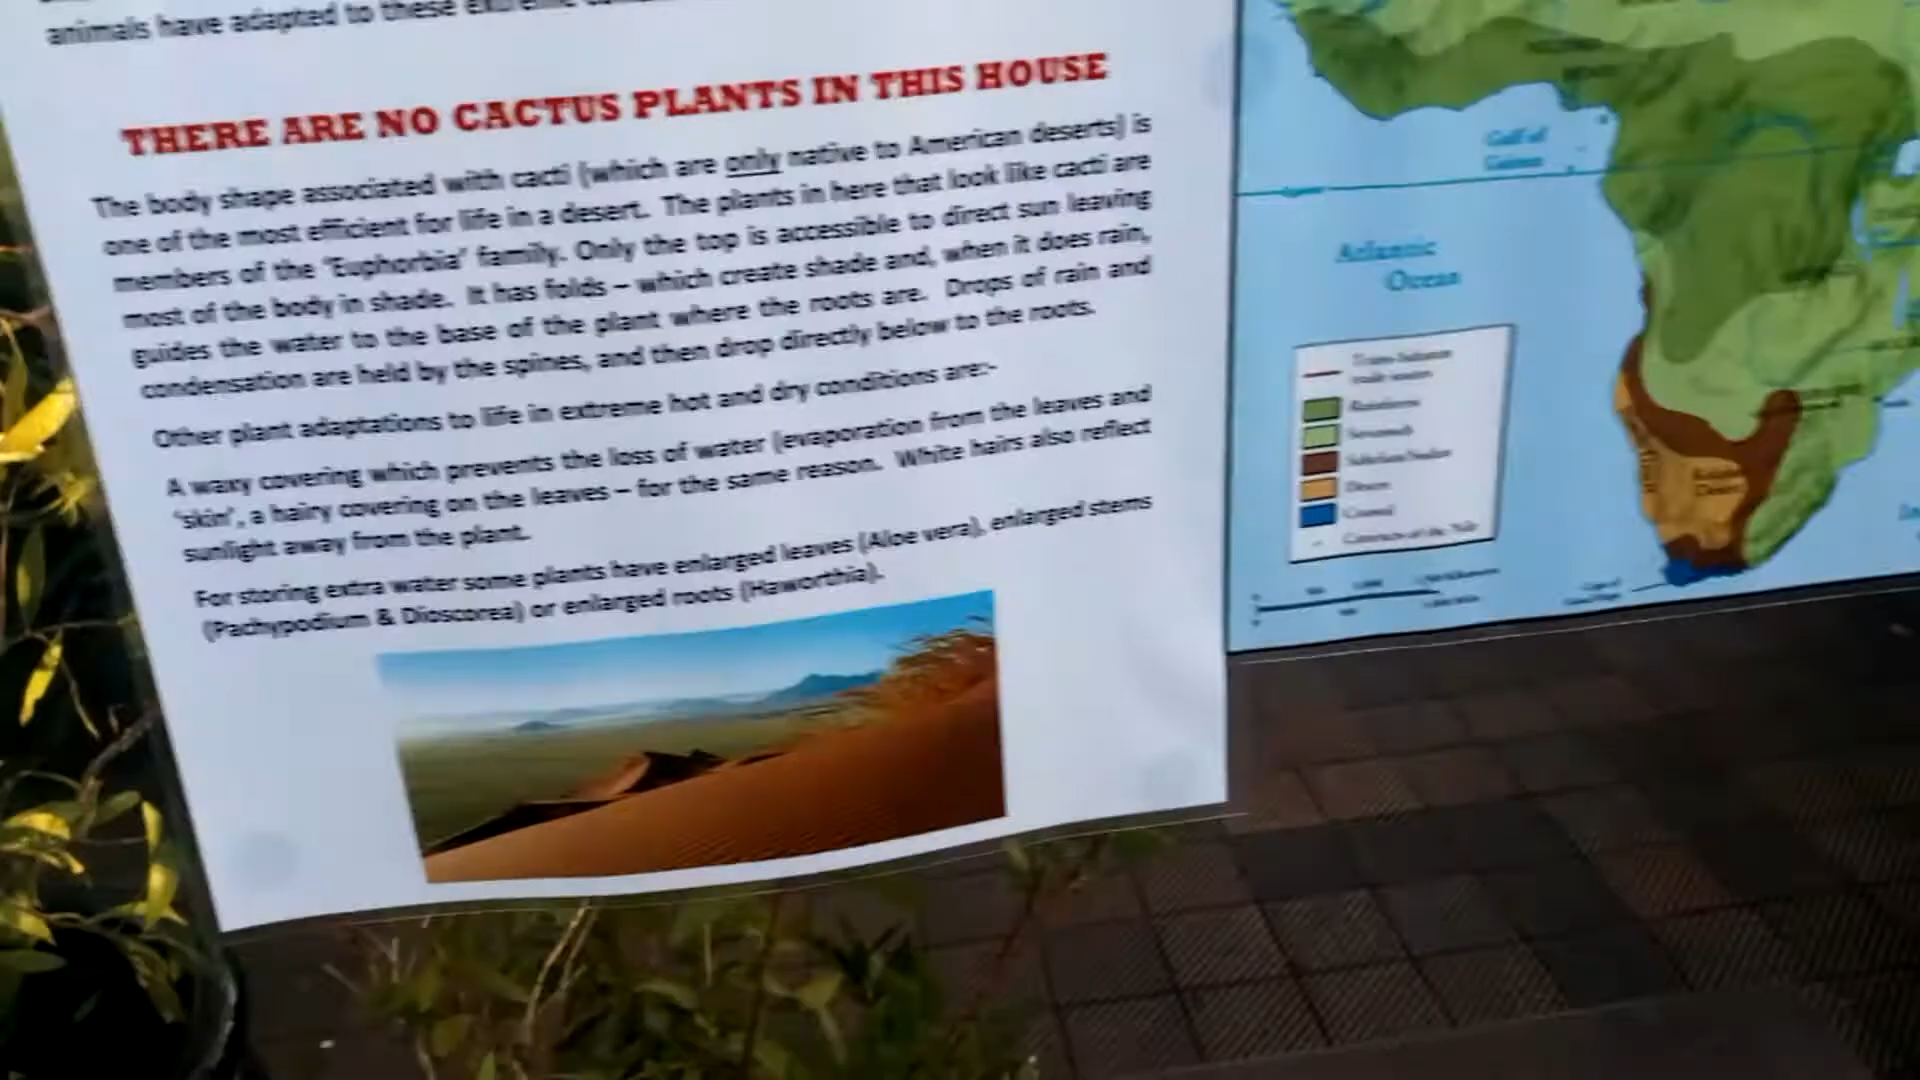 animals have adapted to these extreme
THERE ARE NO CACTUS PLANTS IN THIS HOUSE
The body shape associated with cacti (which are only native to American deserts) is
one of the most efficient for life in a desert. The plants in here that look like cacti are
members of the 'Euphorbia' family. Only the top is accessible to direct sun leaving
most of the body in shade. It has folds – which create shade and, when it does rain,
guides the water to the base of the plant where the roots are. Drops of rain and
condensation are held by the spines, and then drop directly below to the roots.
Other plant adaptations to life in extreme hot and dry conditions are:-
A waxy covering which prevents the loss of water (evaporation from the leaves and
'skin', a hairy covering on the leaves – for the same reason. White hairs also reflect
sunlight away from the plant.
For storing extra water some plants have enlarged leaves (Aloe vera), enlarged stems
(Pachypodium & Dioscorea) or enlarged roots (Haworthia).
Gulf of
Guinea
Atlantic
Ocean
trade routes
Rainforest
Savannah
Desert
Coastal